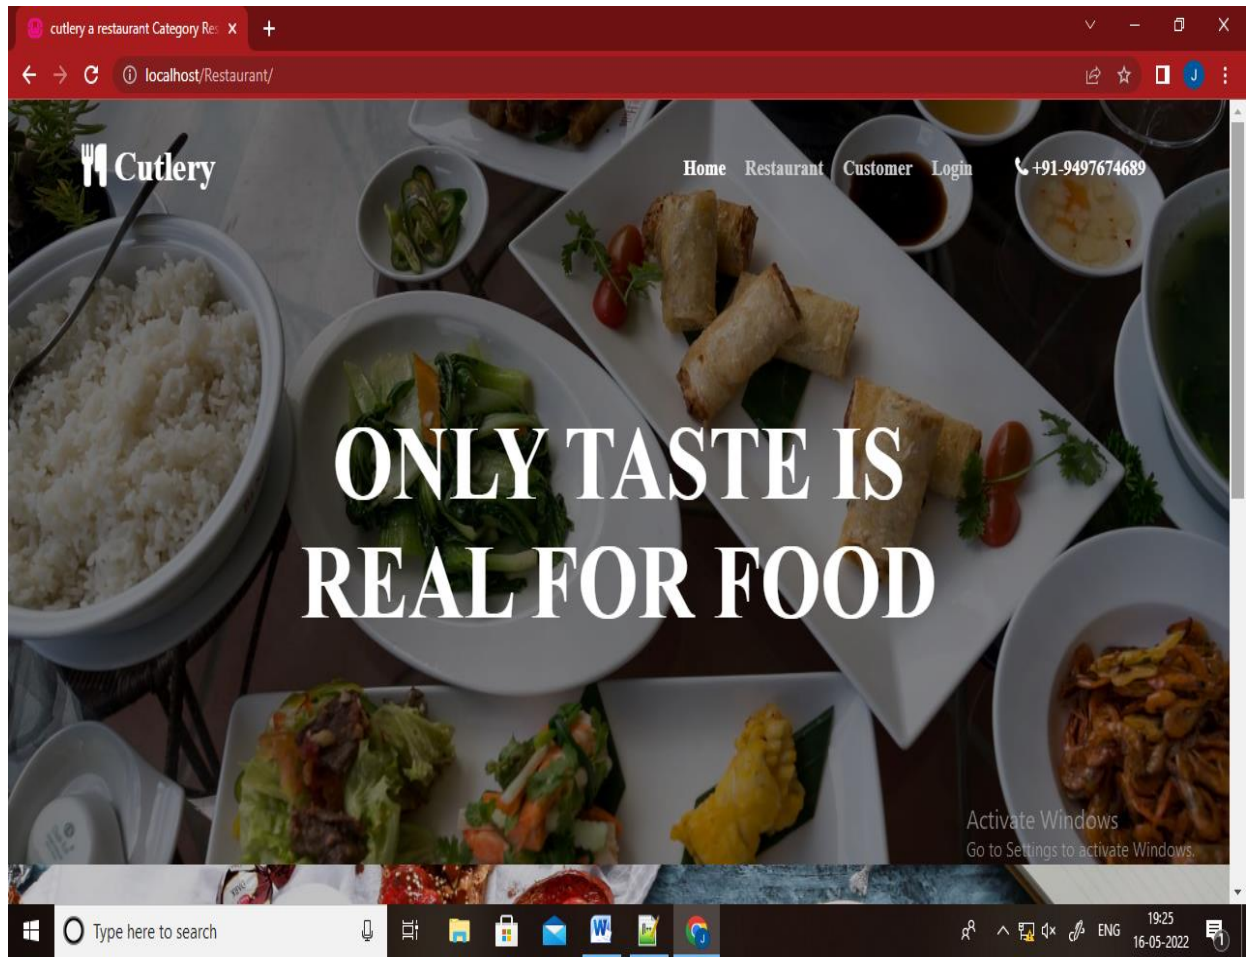 cutlery a restaurant Category Res
localhost/Restaurant/
J
Cutlery
Home Restaurant Customer Login +91-9497674689
ONLY TASTE IS
REAL FOR FOOD
Activate Windows
Go to Settings to activate Windows.
Type here to search
W
J
ENG
19:25
16-05-2022
1